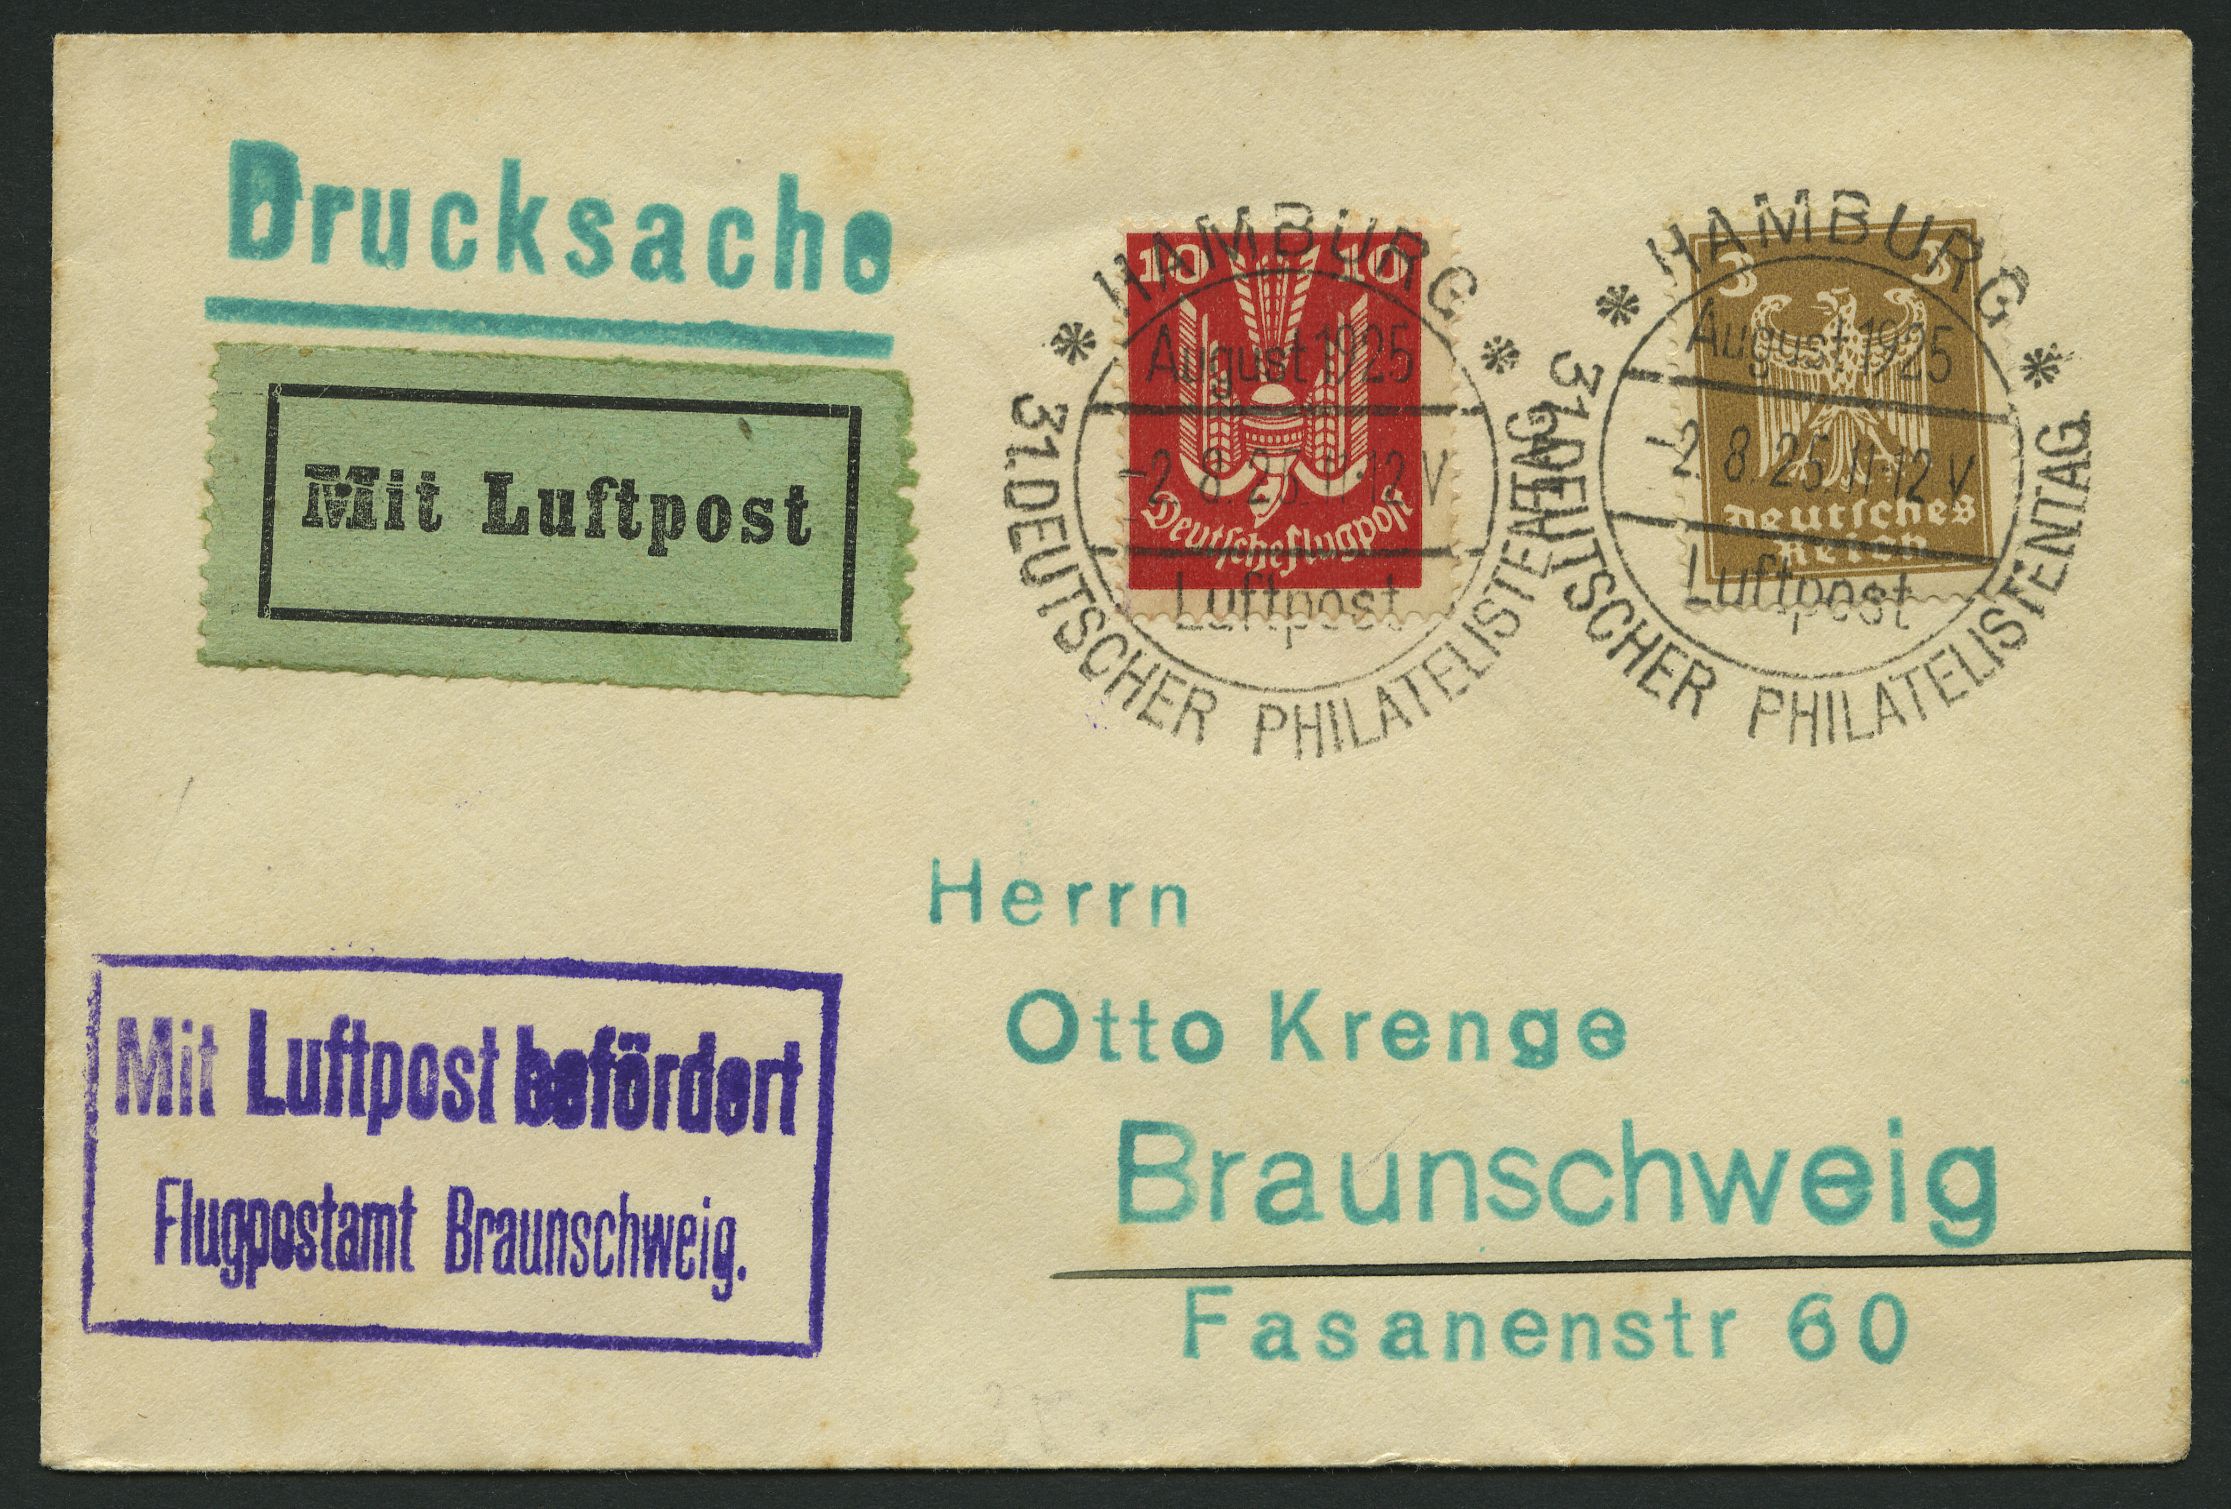 Drucksache
Mit Luftpost
10 10
Deutsche Flugpost
HAMBURG
August 1925
-2.8.25.11-12V
Luftpost
31.DEUTSCHER PHILATELISTENTAG.
3 3
Deutsches
Reich
HAMBURG
August 1925
-2.8.25.11-12V
Luftpost
31.DEUTSCHER PHILATELISTENTAG.
Herrn
Otto Krenge
Braunschweig
Fasanenstr 60
Mit Luftpost befördert
Flugpostamt Braunschweig.